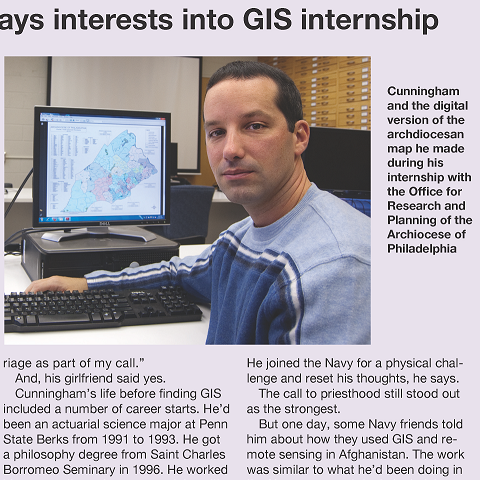 ays interests into GIS internship
Cunningham
and the digital
version of the
archdiocesan
map he made
during his
internship with
the Office for
Research and
Planning of the
Archiocese of
Philadelphia
DELL
riage as part of my call.”
And, his girlfriend said yes.
Cunningham’s life before finding GIS
included a number of career starts. He’d
been an actuarial science major at Penn
State Berks from 1991 to 1993. He got
a philosophy degree from Saint Charles
Borromeo Seminary in 1996. He worked
He joined the Navy for a physical chal-
lenge and reset his thoughts, he says.
The call to priesthood still stood out
as the strongest.
But one day, some Navy friends told
him about how they used GIS and re-
mote sensing in Afghanistan. The work
was similar to what he’d been doing in